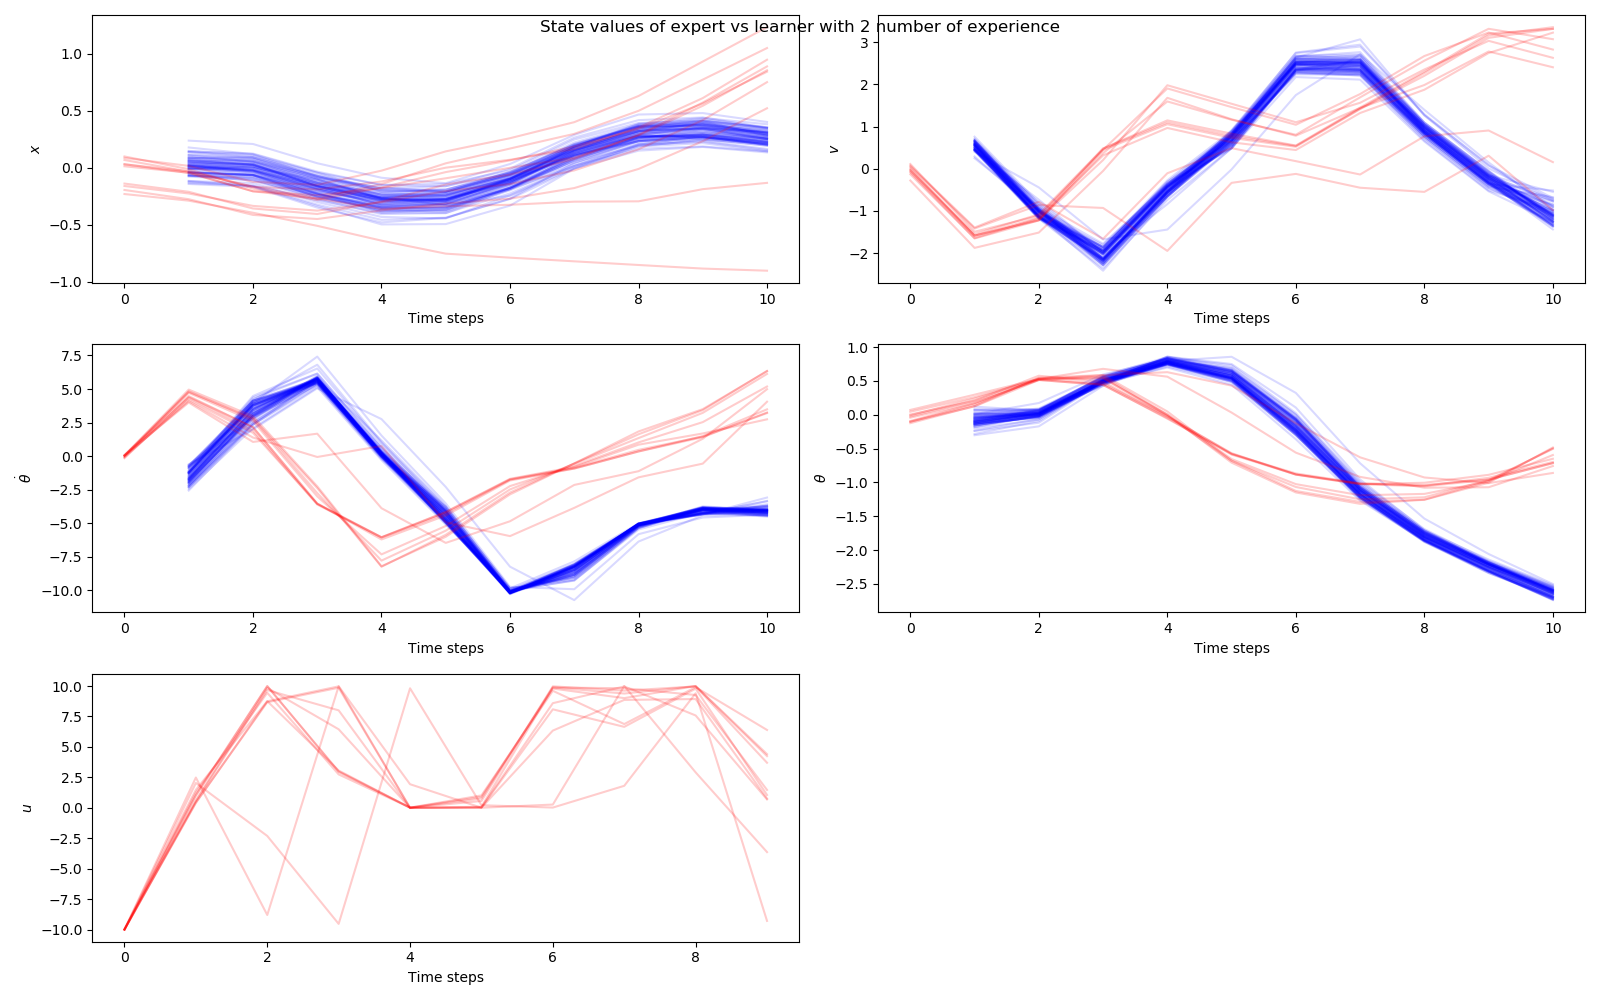 State values of expert vs learner with 2 number of experience
1.0
0.5
0.0
−0.5
−1.0
x
0 2 4 6 8 10
Time steps
3
2
1
0
−1
−2
v
0 2 4 6 8 10
Time steps
7.5
5.0
2.5
0.0
−2.5
−5.0
−7.5
−10.0
θ̇
0 2 4 6 8 10
Time steps
1.0
0.5
0.0
−0.5
−1.0
−1.5
−2.0
−2.5
θ
0 2 4 6 8 10
Time steps
10.0
7.5
5.0
2.5
0.0
−2.5
−5.0
−7.5
−10.0
u
0 2 4 6 8
Time steps